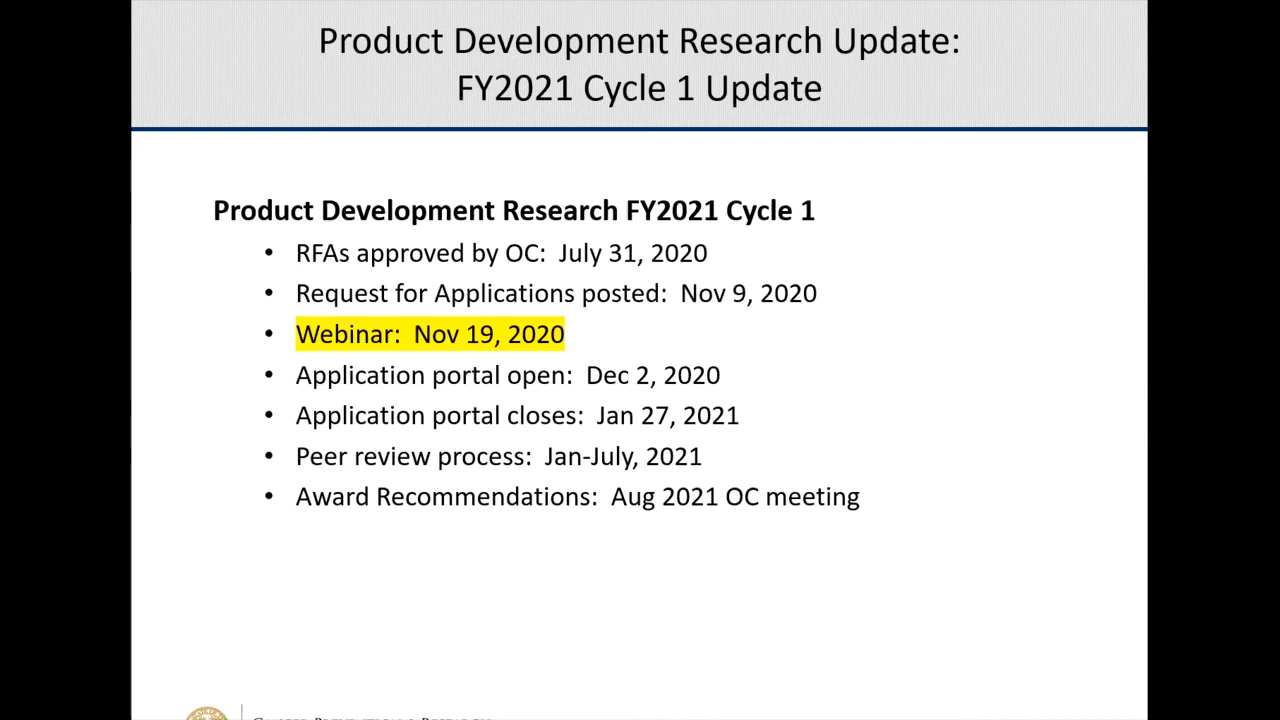 Product Development Research Update:
FY2021 Cycle 1 Update
Product Development Research FY2021 Cycle 1
• RFAs approved by OC: July 31, 2020
• Request for Applications posted: Nov 9, 2020
• Webinar: Nov 19, 2020
• Application portal open: Dec 2, 2020
• Application portal closes: Jan 27, 2021
• Peer review process: Jan-July, 2021
• Award Recommendations: Aug 2021 OC meeting